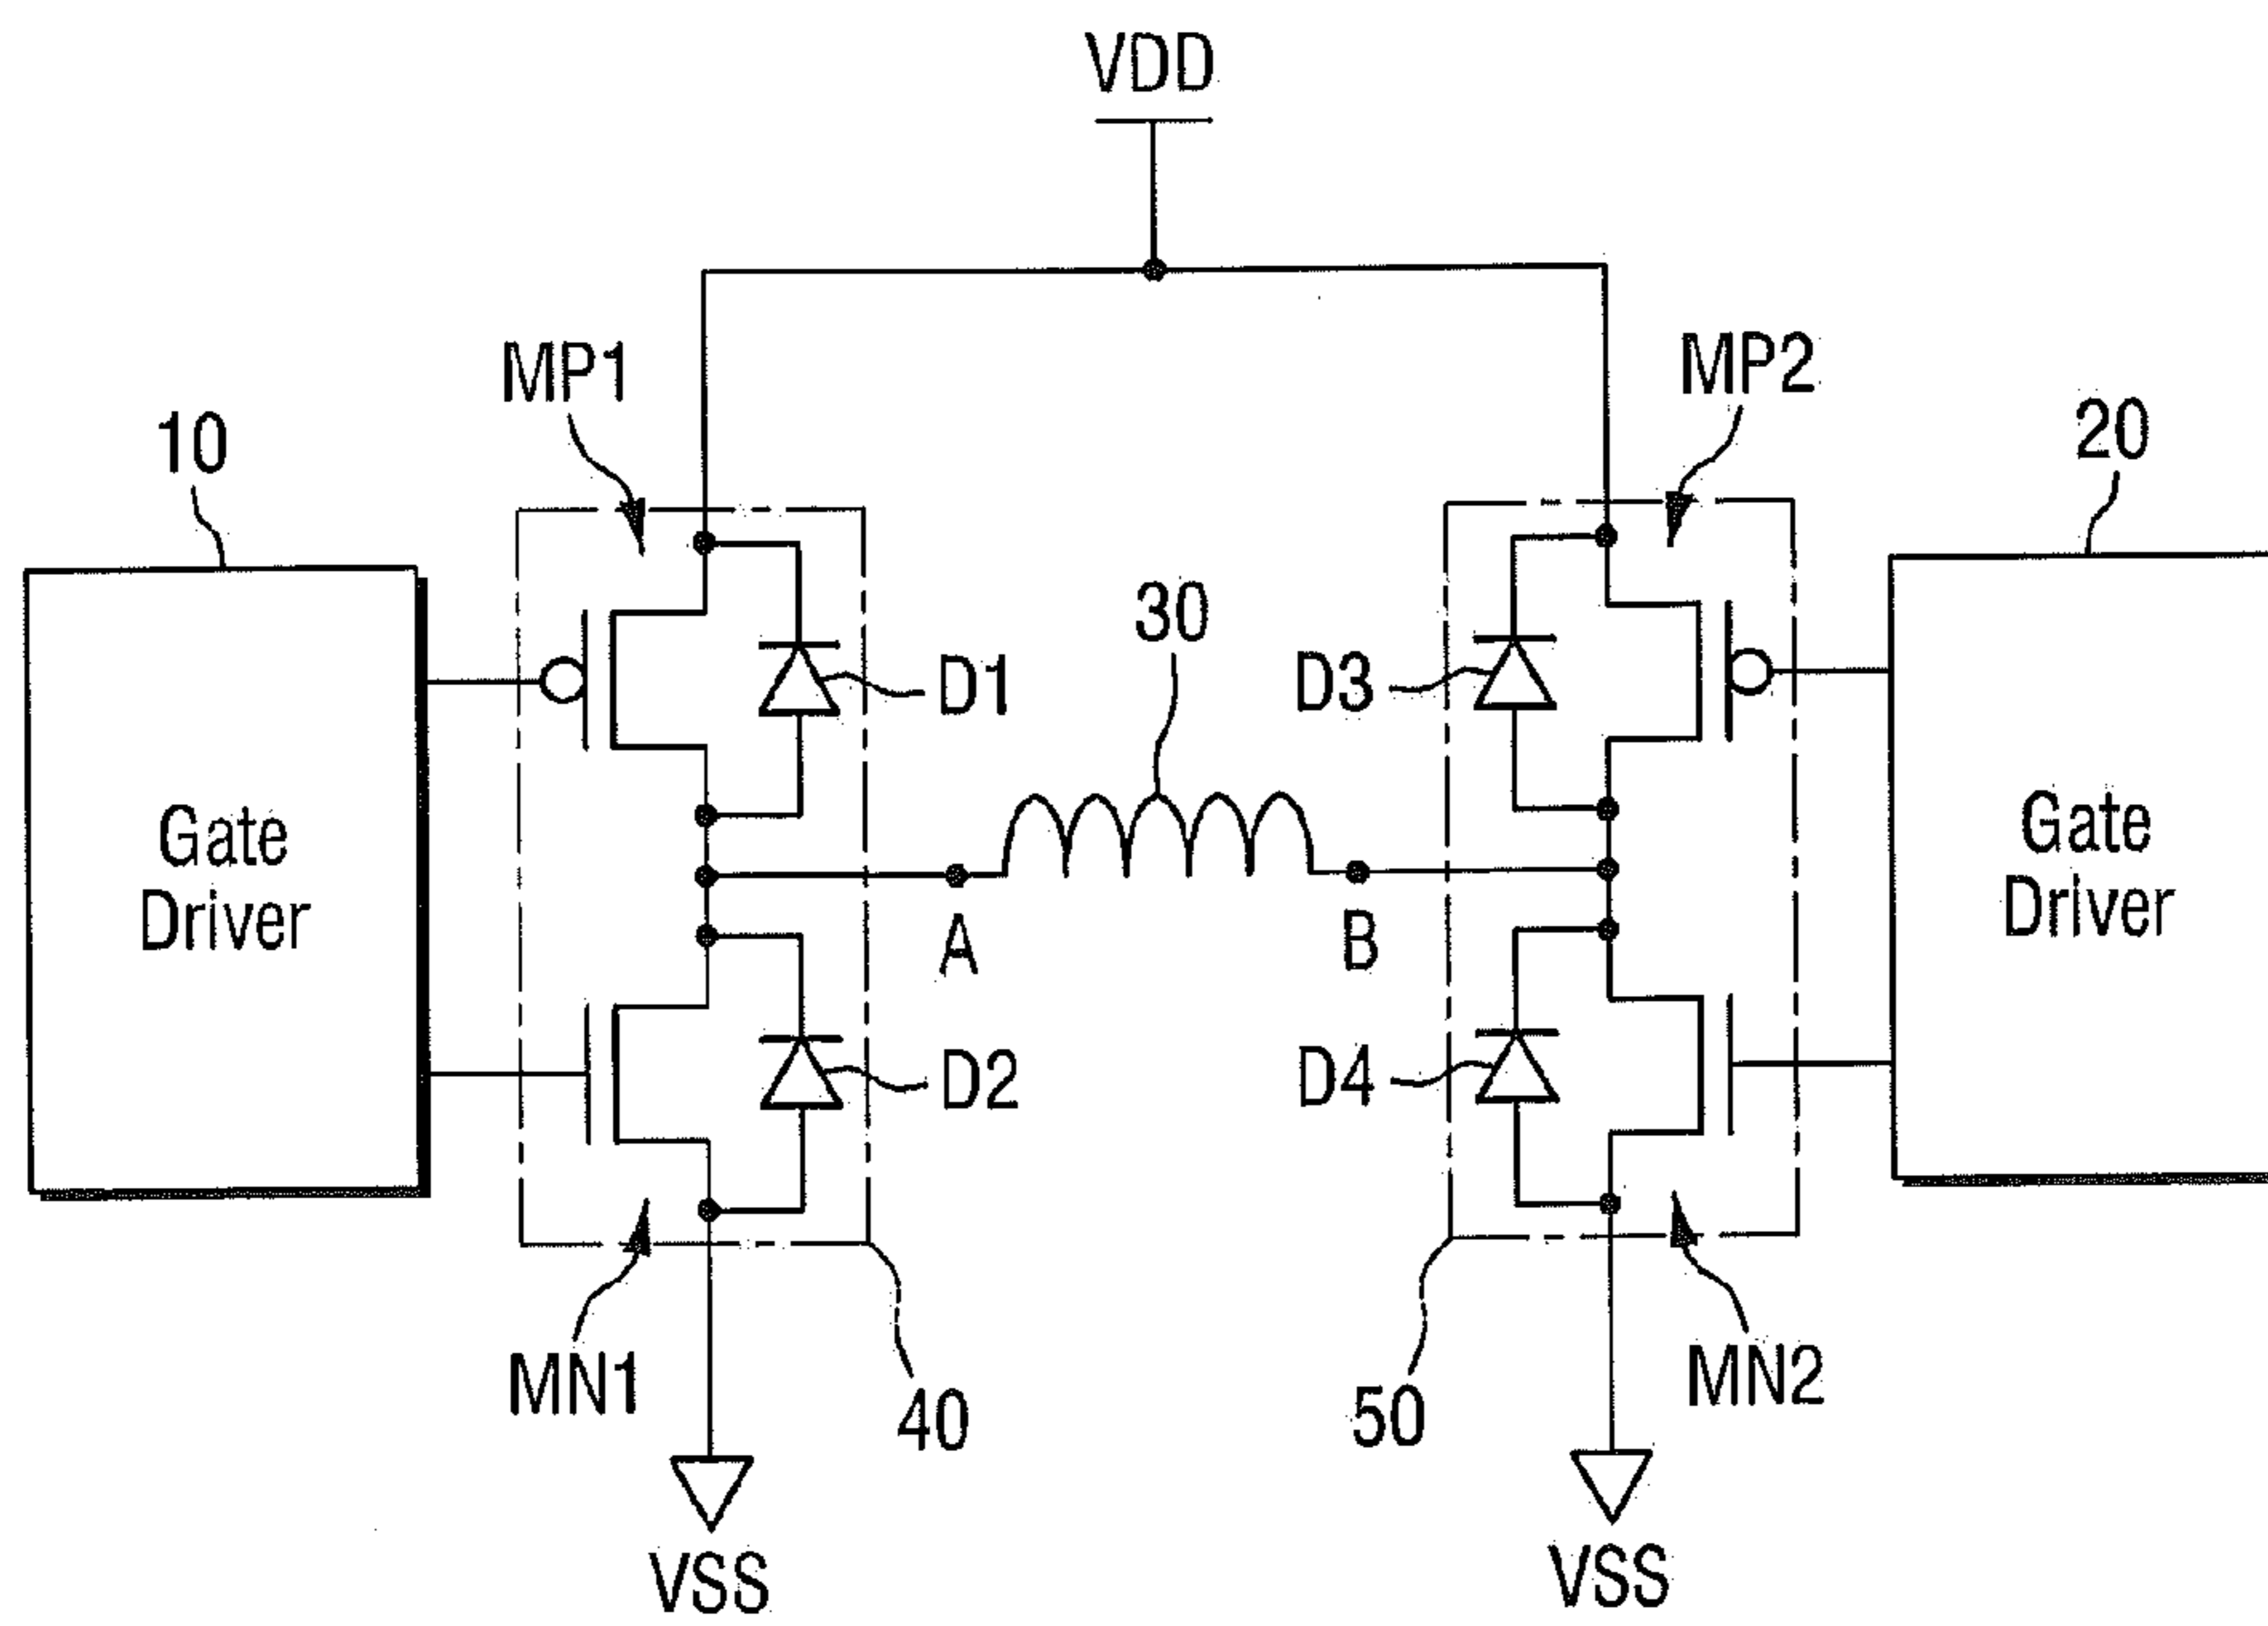 VDD
MP1
MP2
10
20
30
D1
D3
Gate
Driver
Gate
Driver
A
B
D2
D4
MN1
40
50
MN2
VSS
VSS